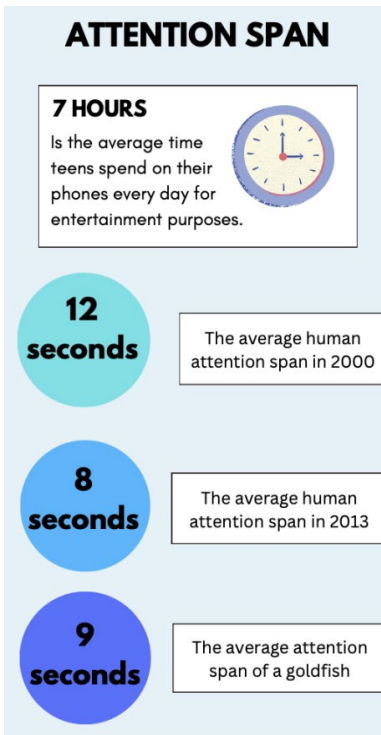 ATTENTION SPAN
7 HOURS
Is the average time
teens spend on their
phones every day for
entertainment purposes.
12
seconds
The average human
attention span in 2000
8
seconds
The average human
attention span in 2013
9
seconds
The average attention
span of a goldfish